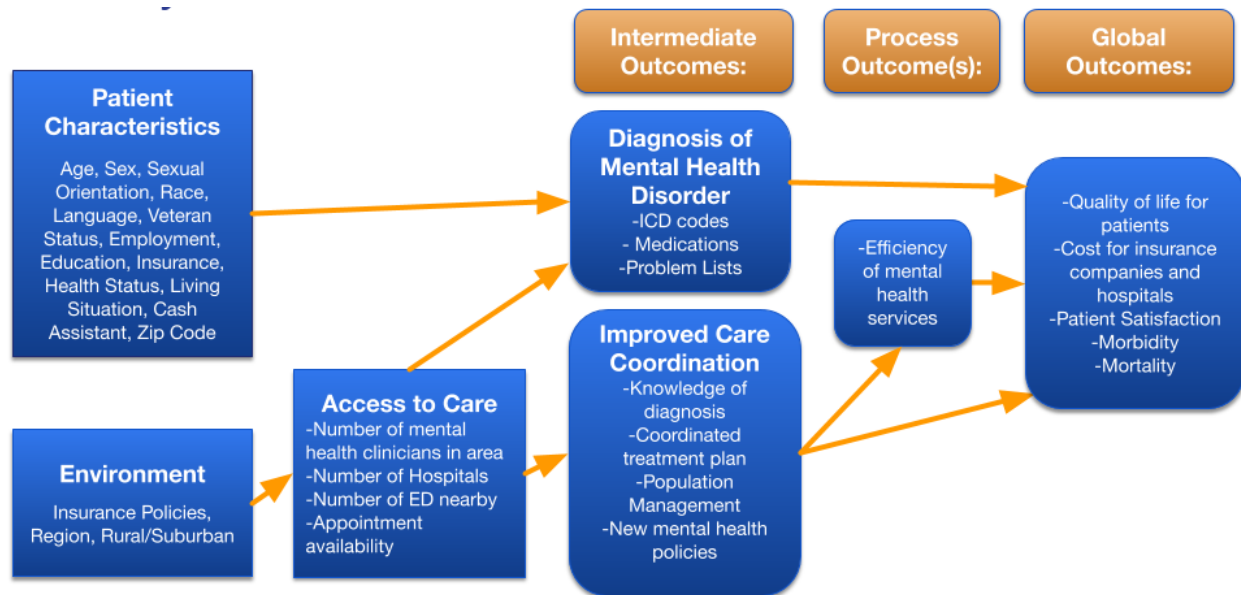 Intermediate
Outcomes:
Process
Outcome(s):
Global
Outcomes:
Patient
Characteristics
Age, Sex, Sexual
Orientation, Race,
Language, Veteran
Status, Employment,
Education, Insurance,
Health Status, Living
Situation, Cash
Assistant, Zip Code
Environment
Insurance Policies,
Region, Rural/Suburban
Access to Care
-Number of mental
health clinicians in area
-Number of Hospitals
-Number of ED nearby
-Appointment
availability
Diagnosis of
Mental Health
Disorder
-ICD codes
- Medications
-Problem Lists
Improved Care
Coordination
-Knowledge of
diagnosis
-Coordinated
treatment plan
-Population
Management
-New mental health
policies
-Efficiency
of mental
health
services
-Quality of life for
patients
-Cost for insurance
companies and
hospitals
-Patient Satisfaction
-Morbidity
-Mortality